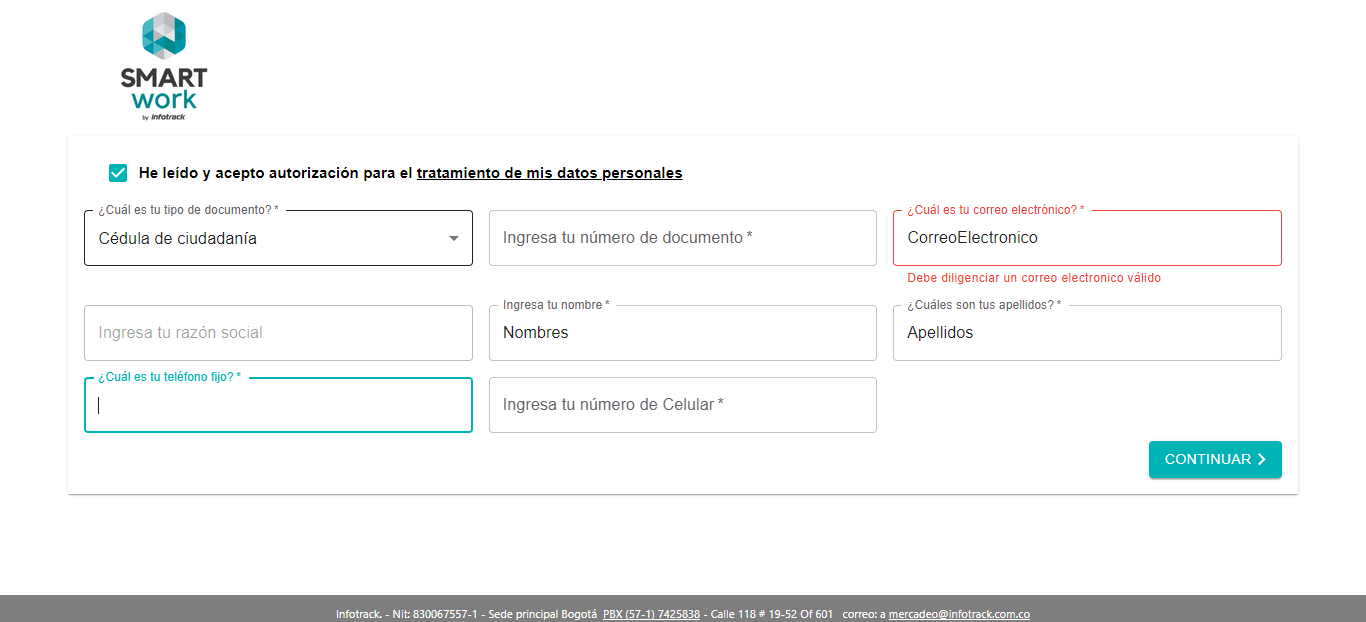 SMART
work
by infotrack
He leído y acepto autorización para el tratamiento de mis datos personales
¿Cuál es tu tipo de documento? *
Cédula de ciudadanía
Ingresa tu número de documento *
¿Cuál es tu correo electrónico? *
CorreoElectronico
Debe diligenciar un correo electronico válido
Ingresa tu razón social
Ingresa tu nombre *
Nombres
¿Cuáles son tus apellidos? *
Apellidos
¿Cuál es tu teléfono fijo? *
Ingresa tu número de Celular *
CONTINUAR
Infotrack. - Nit: 830067557-1 - Sede principal Bogotá PBX (57-1) 7425838 - Calle 118 # 19-52 Of 601 correo: a mercadeo@infotrack.com.co